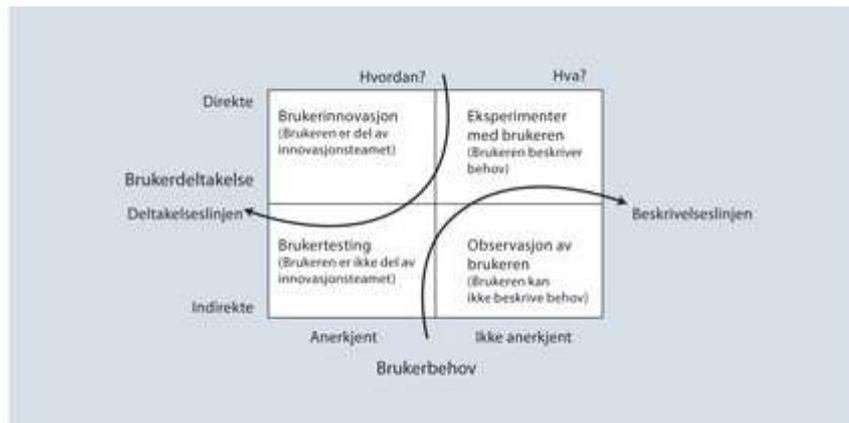 Hvordan?
Hva?
Direkte
Brukerinnovasjon
(Brukeren er del av
innovasjonsteamet)
Eksperimenter
med brukeren
(Brukeren beskriver
behov)
Brukerdeltakelse
Deltakelseslinjen
Beskrivelseslinjen
Brukertesting
(Brukeren er ikke del av
innovasjonsteamet)
Observasjon av
brukeren
(Brukeren kan
ikke beskrive behov)
Indirekte
Anerkjent
Ikke anerkjent
Brukerbehov